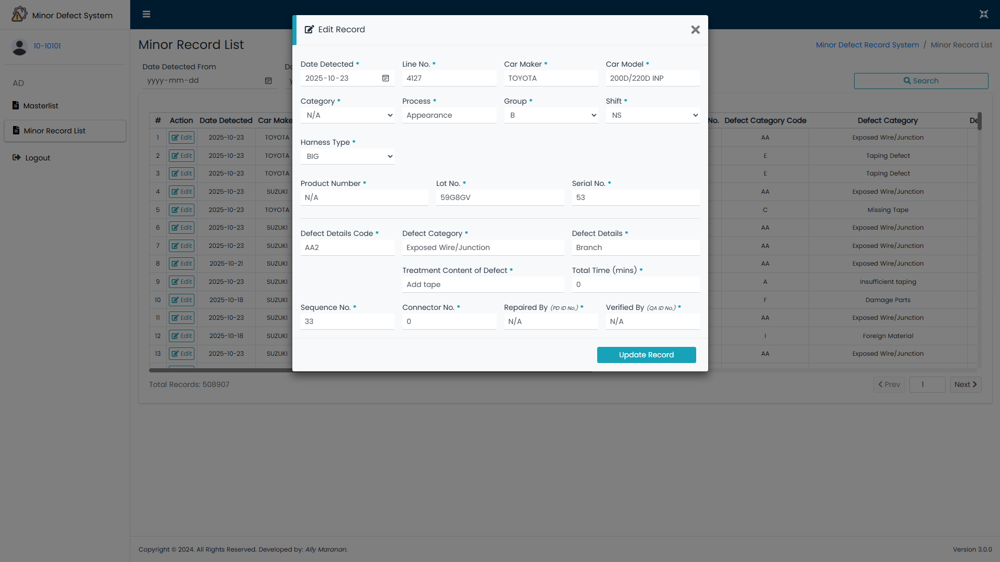 Minor Defect System
10-10101
AD
Masterlist
Minor Record List
Logout
Minor Record List
Minor Defect Record System / Minor Record List
Date Detected From
yyyy-mm-dd
Search
# Action Date Detected Car Make No. Defect Category Code Defect Category De
1 Edit 2025-10-23 TOYOTA AA Exposed Wire/Junction
2 Edit 2025-10-23 TOYOTA E Taping Defect
3 Edit 2025-10-23 TOYOTA E Taping Defect
4 Edit 2025-10-23 SUZUKI AA Exposed Wire/Junction
5 Edit 2025-10-23 TOYOTA C Missing Tape
6 Edit 2025-10-23 SUZUKI AA Exposed Wire/Junction
7 Edit 2025-10-23 SUZUKI AA Exposed Wire/Junction
8 Edit 2025-10-21 SUZUKI AA Exposed Wire/Junction
9 Edit 2025-10-23 SUZUKI A Insufficient taping
10 Edit 2025-10-18 SUZUKI F Damage Parts
11 Edit 2025-10-23 SUZUKI AA Exposed Wire/Junction
12 Edit 2025-10-18 SUZUKI I Foreign Material
13 Edit 2025-10-23 SUZUKI AA Exposed Wire/Junction
Total Records: 508907
Prev 1 Next
Edit Record
Date Detected * Line No. * Car Maker * Car Model *
2025-10-23 4127 TOYOTA 200D/220D INP
Category * Process * Group * Shift *
N/A Appearance B NS
Harness Type *
BIG
Product Number * Lot No. * Serial No. *
N/A 59G8GV 53
Defect Details Code * Defect Category * Defect Details *
AA2 Exposed Wire/Junction Branch
Treatment Content of Defect * Total Time (mins) *
Add tape 0
Sequence No. * Connector No. * Repaired By (PD ID No.) * Verified By (QA ID No.) *
33 0 N/A N/A
Update Record
Copyright © 2024. All Rights Reserved. Developed by: Ally Maranan.
Version 3.0.0